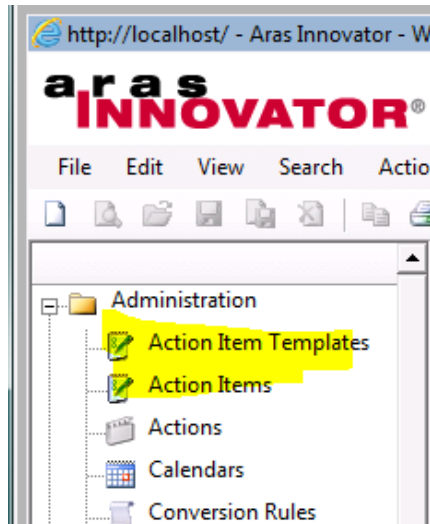 http://localhost/ - Aras Innovator - W
aras
INNOVATOR®
File Edit View Search Actio
Administration
Action Item Templates
Action Items
Actions
Calendars
Conversion Rules